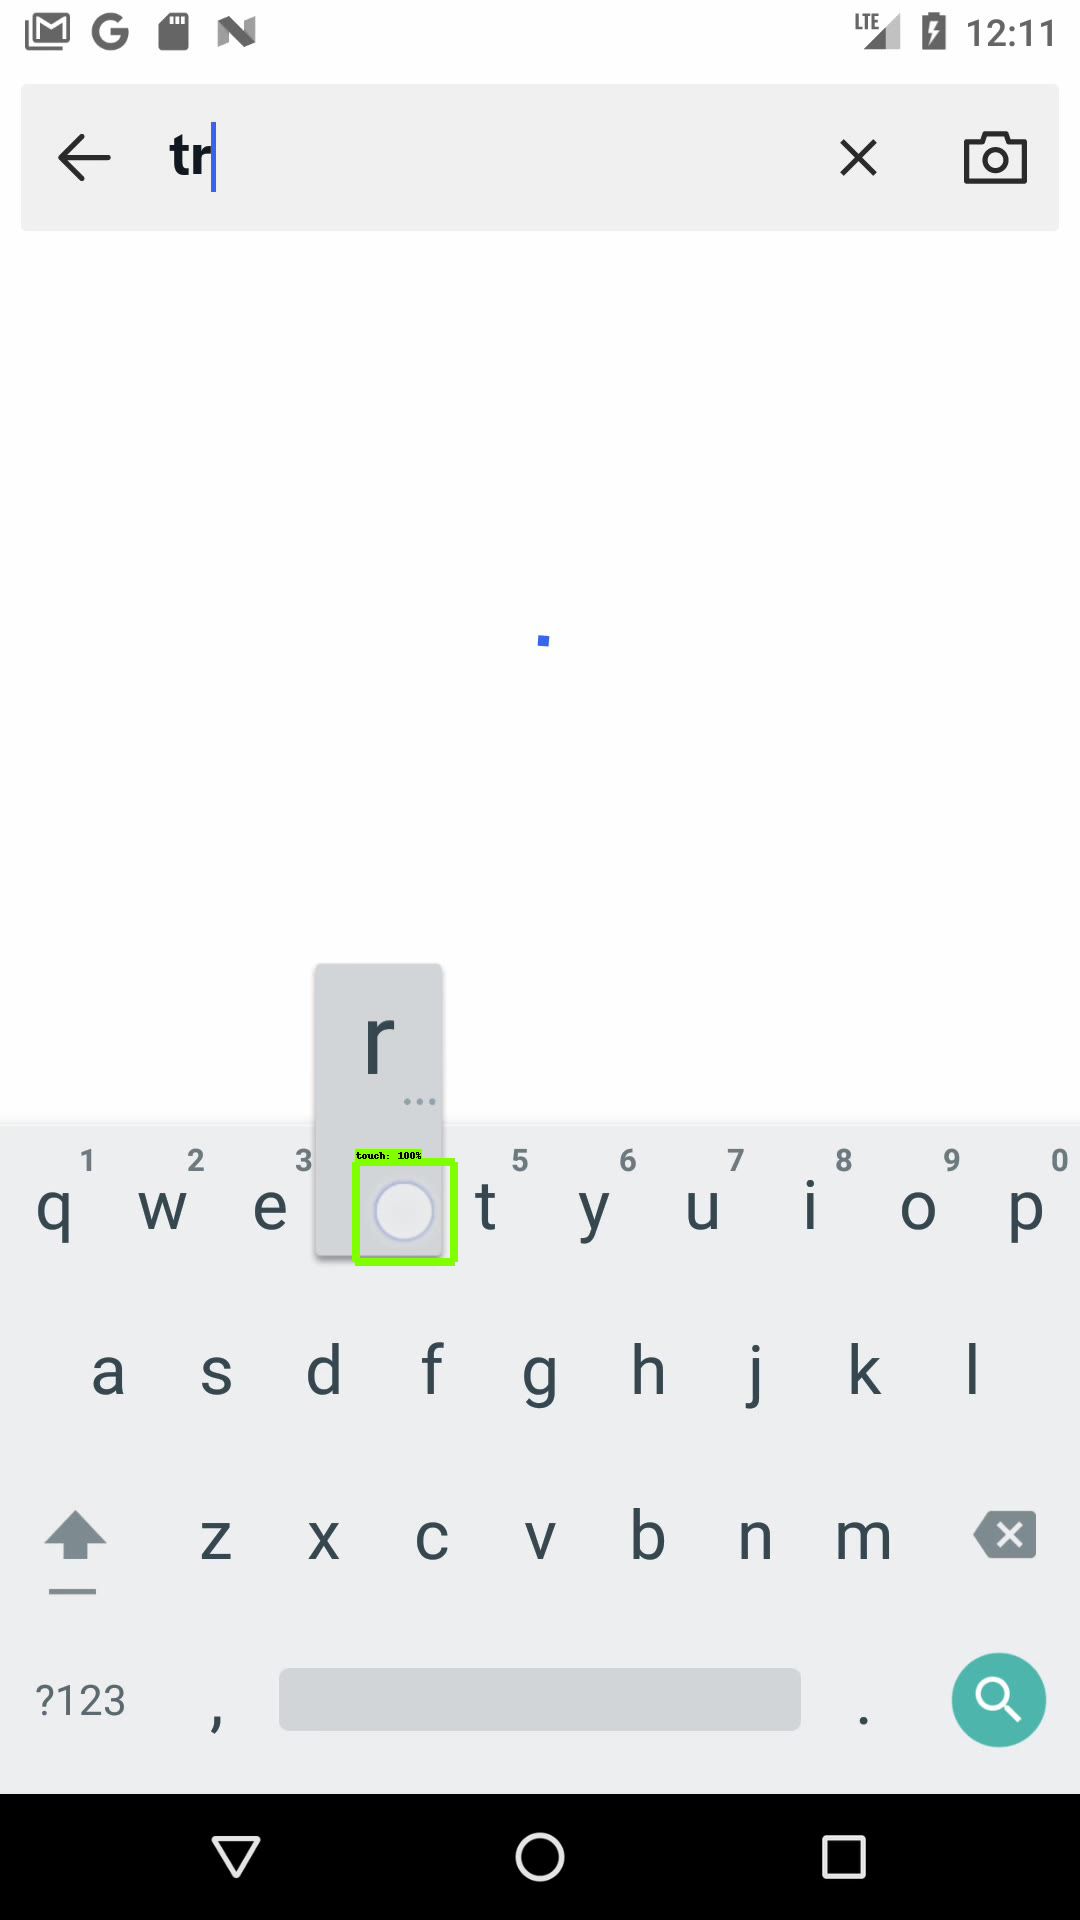 LTE 12:11
tr
r
...
touch: 100%
1 2 3 5 6 7 8 9 0
q w e t y u i o p
a s d f g h j k l
z x c v b n m
?123 , .